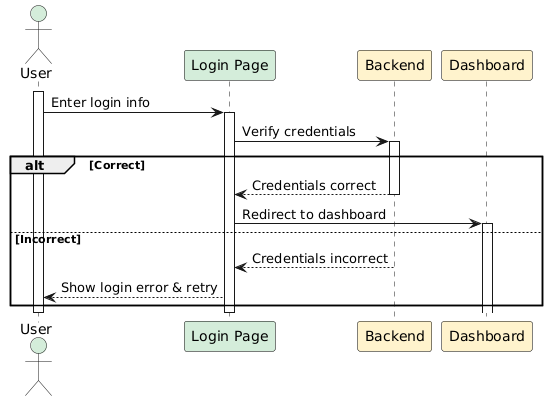 User
Login Page
Backend
Dashboard
Enter login info
Verify credentials
alt
[Correct]
Credentials correct
Redirect to dashboard
[Incorrect]
Credentials incorrect
Show login error & retry
User
Login Page
Backend
Dashboard